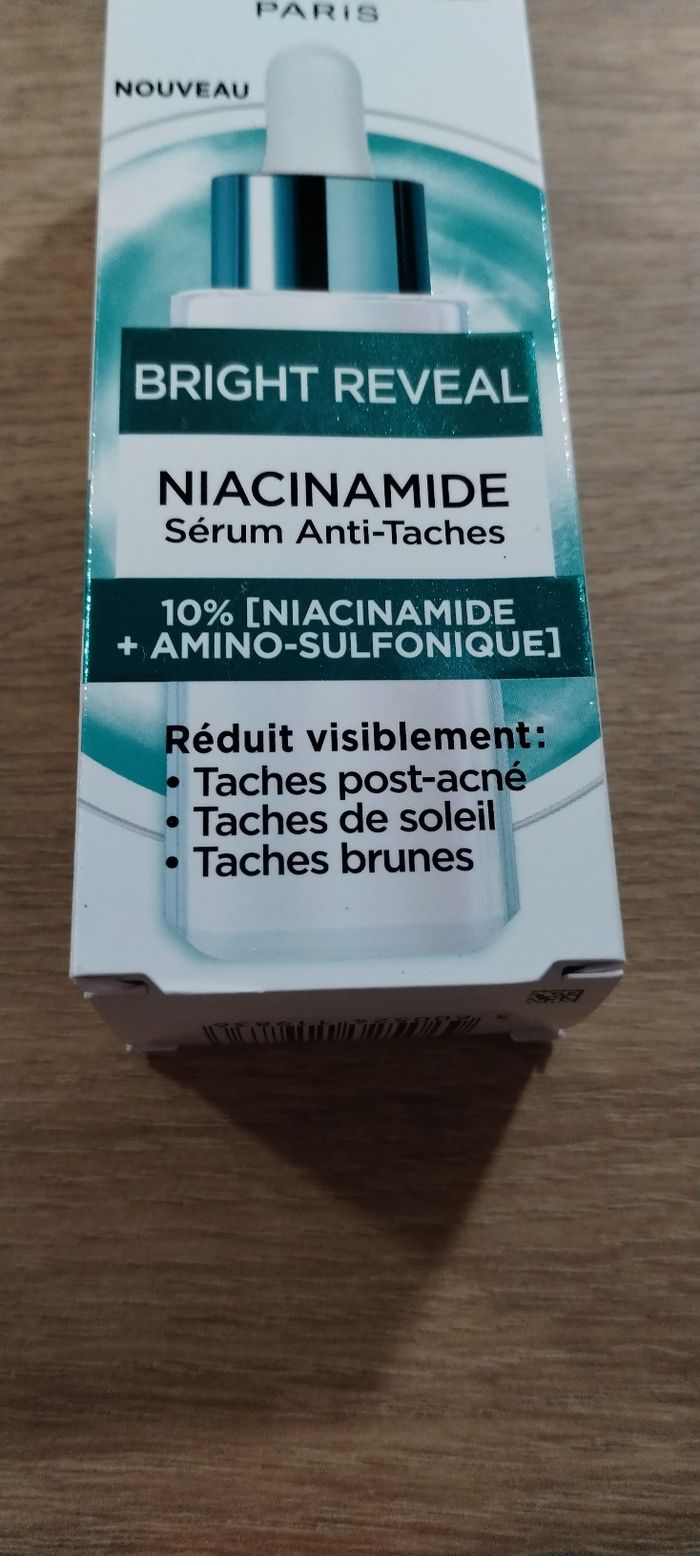 PARIS
NOUVEAU
BRIGHT REVEAL
NIACINAMIDE
Sérum Anti-Taches
10% [NIACINAMIDE
+ AMINO-SULFONIQUE]
Réduit visiblement:
• Taches post-acné
• Taches de soleil
• Taches brunes